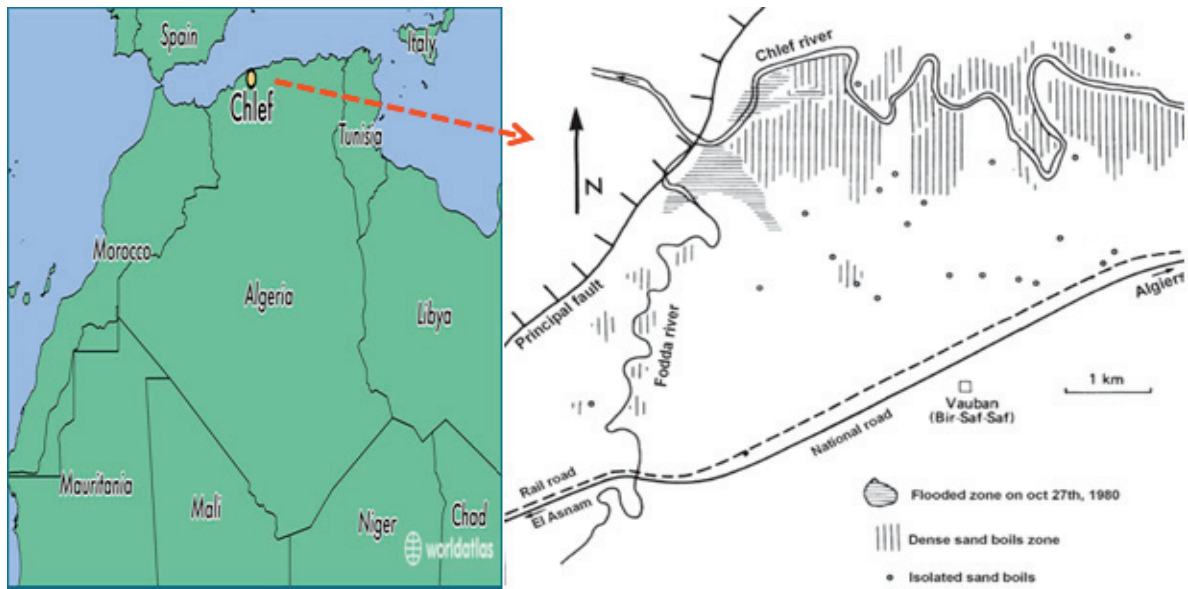 Spain
Italy
Chlef
Tunisia
Morocco
Algeria
Libya
Mauritania
Mali
Niger
Chad
worldatlas
Chlef river
N
Principal fault
Fodda river
Algierr
1 km
Vauban
(Bir-Saf-Saf)
National road
Rail road
El Asnam
Flooded zone on oct 27th, 1980
Dense sand boils zone
Isolated sand boils